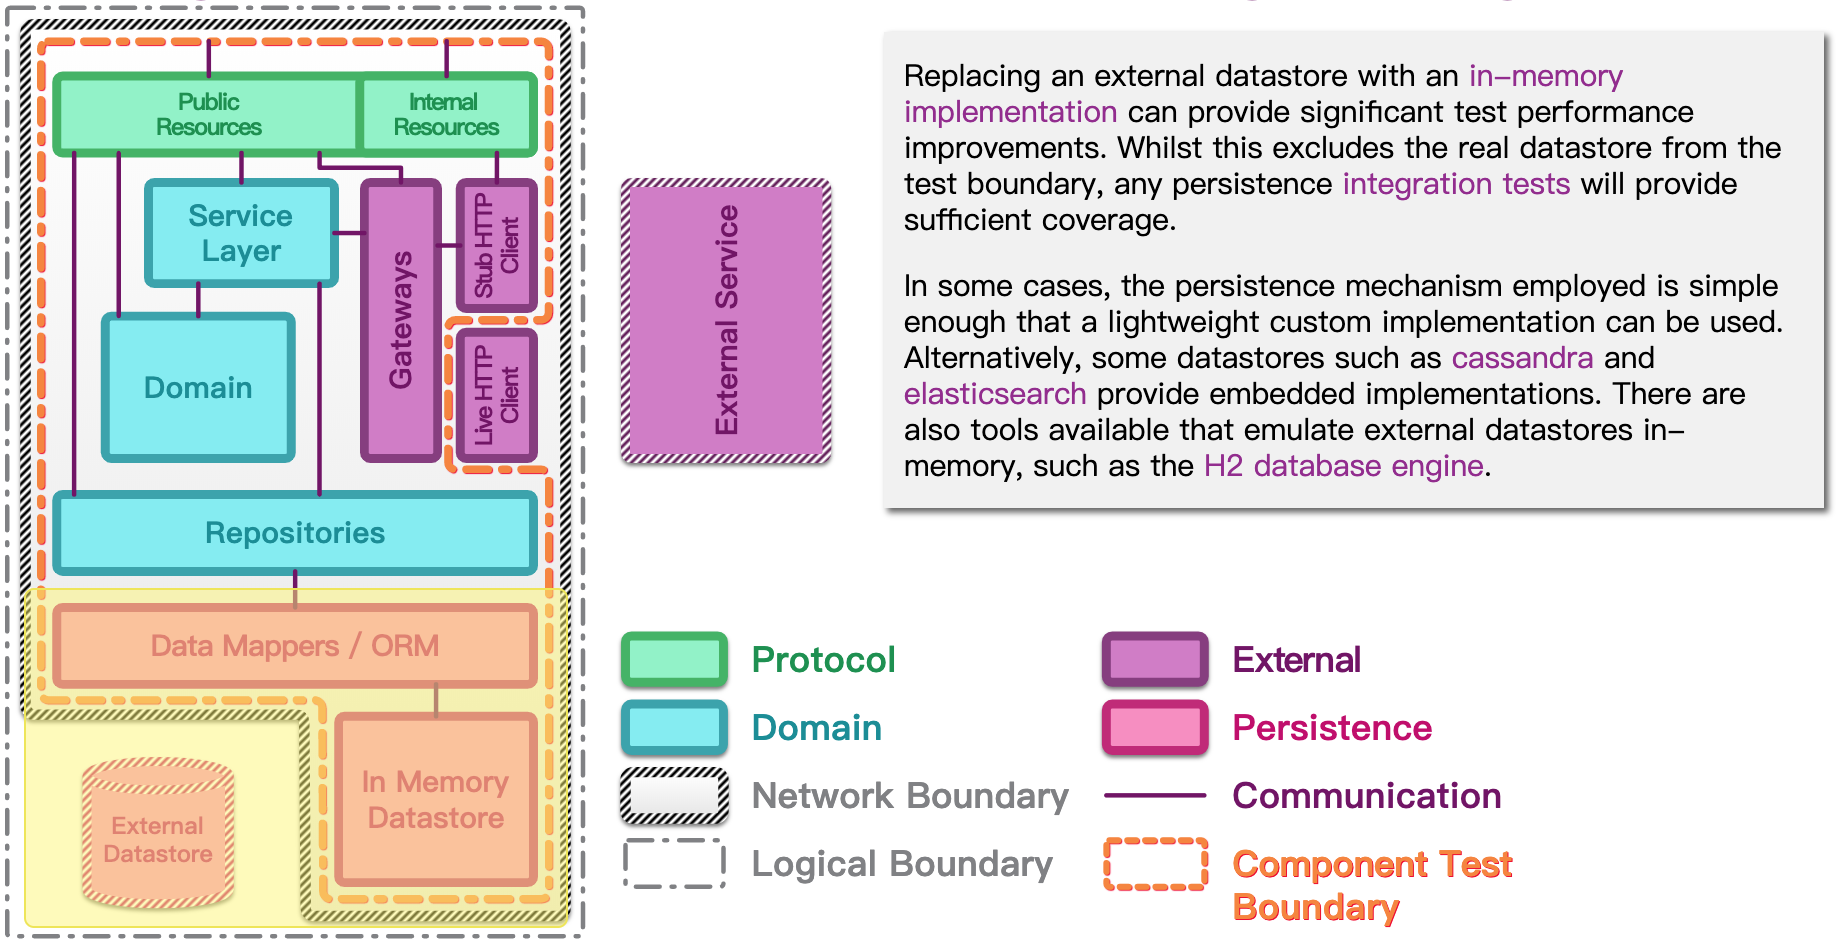 Public
Resources
Internal
Resources
Service
Layer
Gateways
Stub HTTP
Client
Live HTTP
Client
Domain
Repositories
Data Mappers / ORM
In Memory
Datastore
External
Datastore
External Service
Replacing an external datastore with an in-memory
implementation can provide significant test performance
improvements. Whilst this excludes the real datastore from the
test boundary, any persistence integration tests will provide
sufficient coverage.
In some cases, the persistence mechanism employed is simple
enough that a lightweight custom implementation can be used.
Alternatively, some datastores such as cassandra and
elasticsearch provide embedded implementations. There are
also tools available that emulate external datastores in-
memory, such as the H2 database engine.
Protocol
Domain
Network Boundary
Logical Boundary
External
Persistence
Communication
Component Test
Boundary